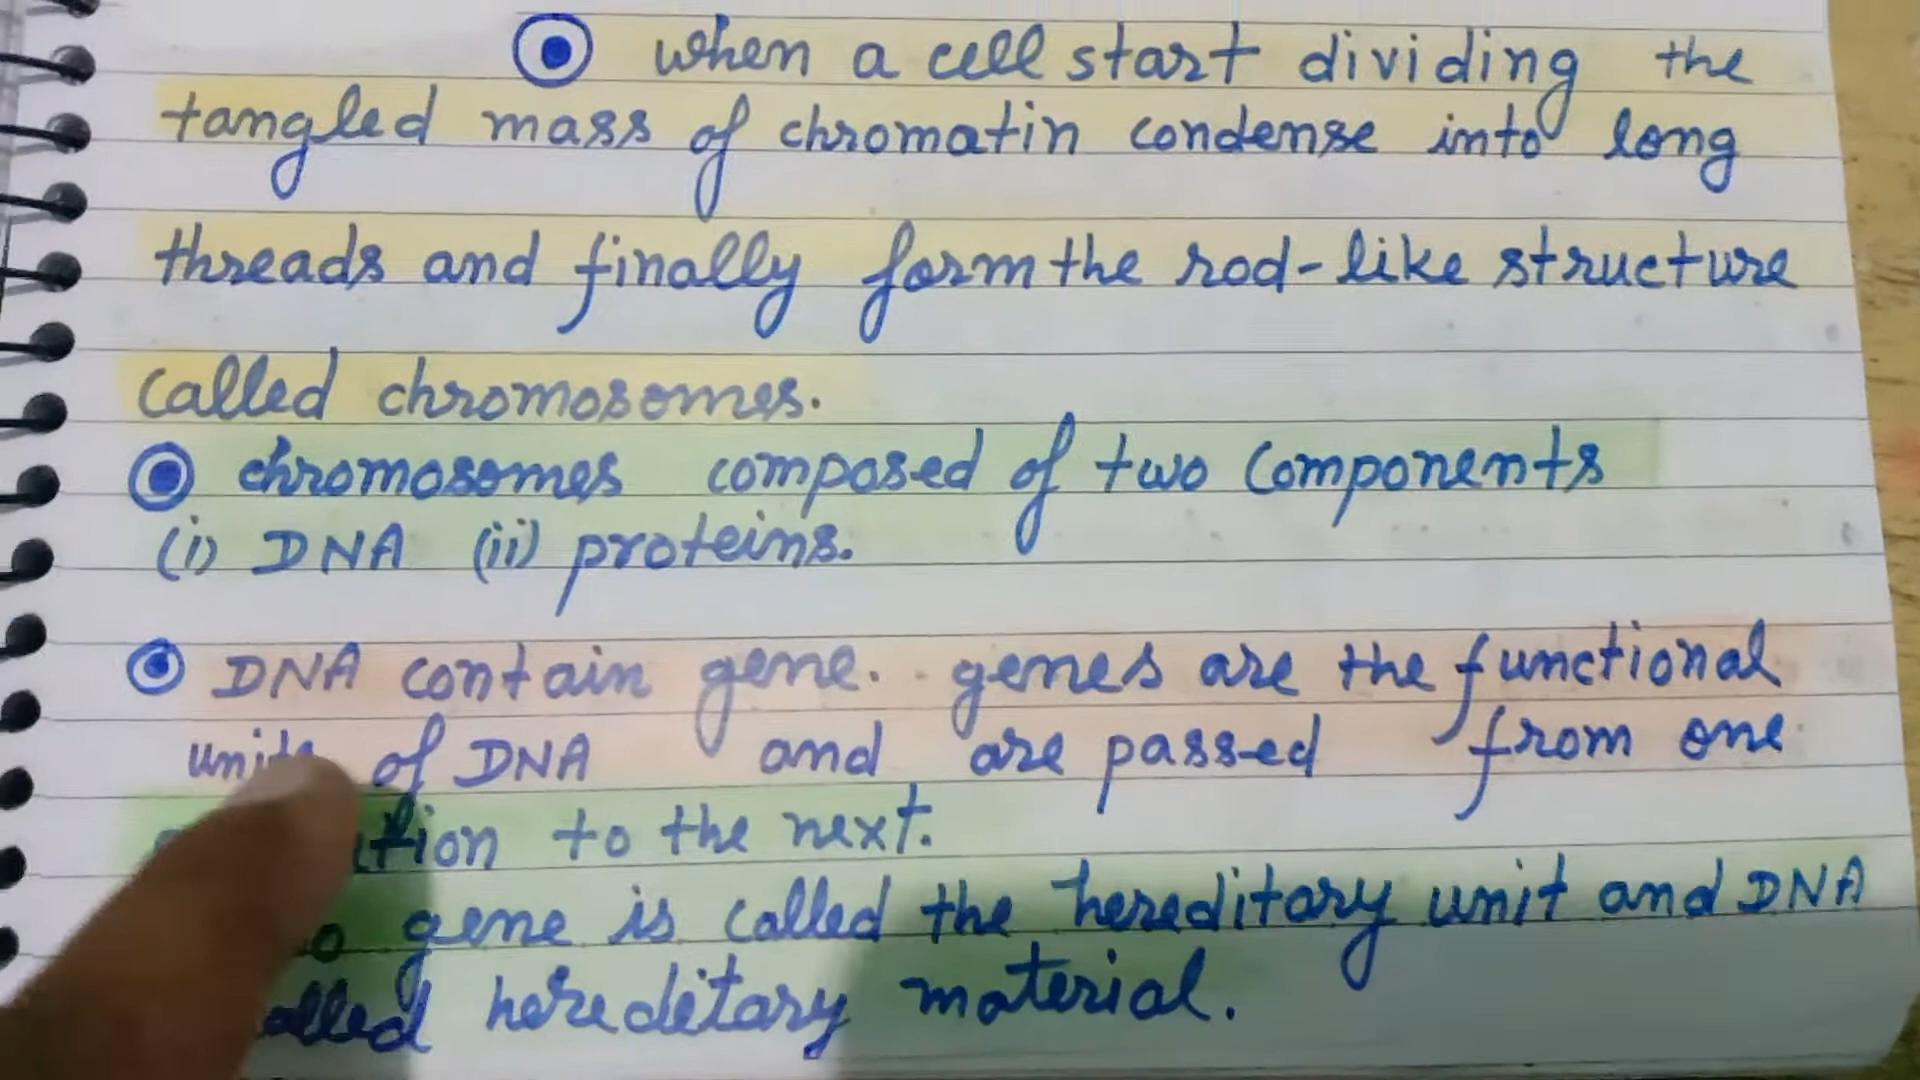 when a cell start dividing the
tangled mass of chromatin condense into long
threads and finally form the rod-like structure
called chromosomes.
chromosomes composed of two components
(i) DNA (ii) proteins.
DNA contain gene. genes are the functional
units of DNA and are passed from one
to the next.
gene is called the hereditary unit and DNA
hereditary material.